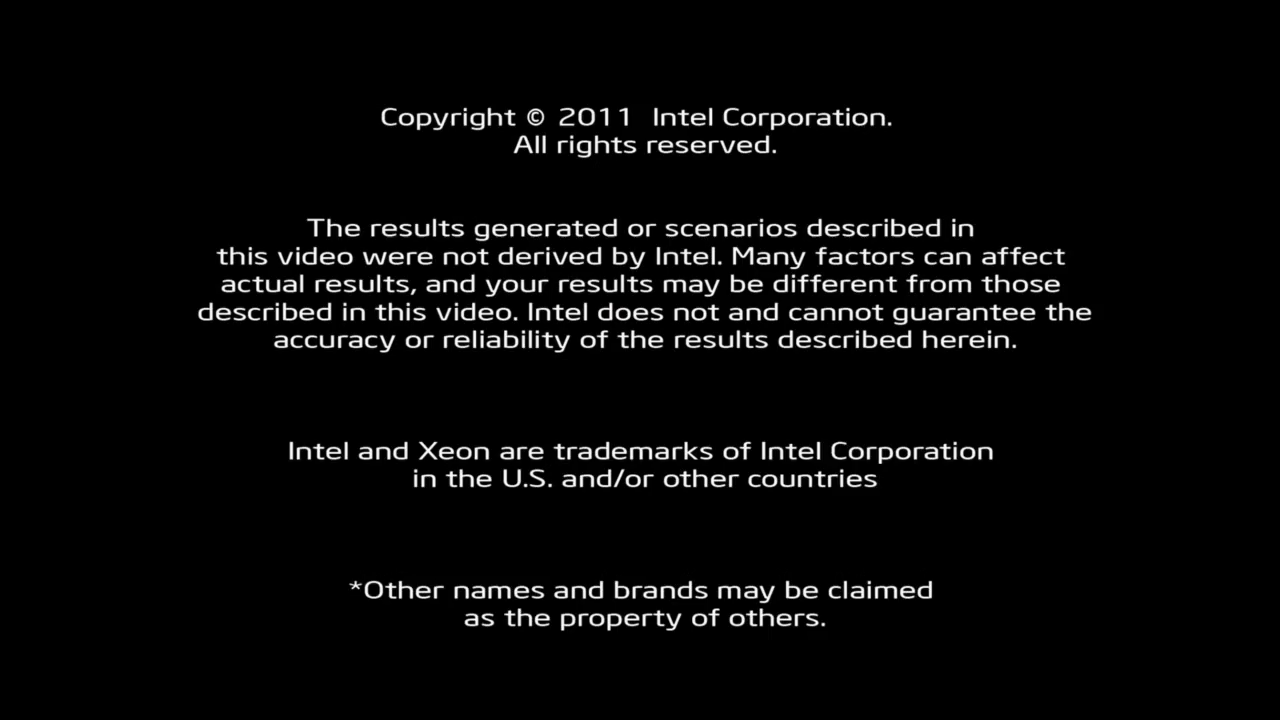 Copyright © 2011 Intel Corporation.
All rights reserved.
The results generated or scenarios described in
this video were not derived by Intel. Many factors can affect
actual results, and your results may be different from those
described in this video. Intel does not and cannot guarantee the
accuracy or reliability of the results described herein.
Intel and Xeon are trademarks of Intel Corporation
in the U.S. and/or other countries
*Other names and brands may be claimed
as the property of others.